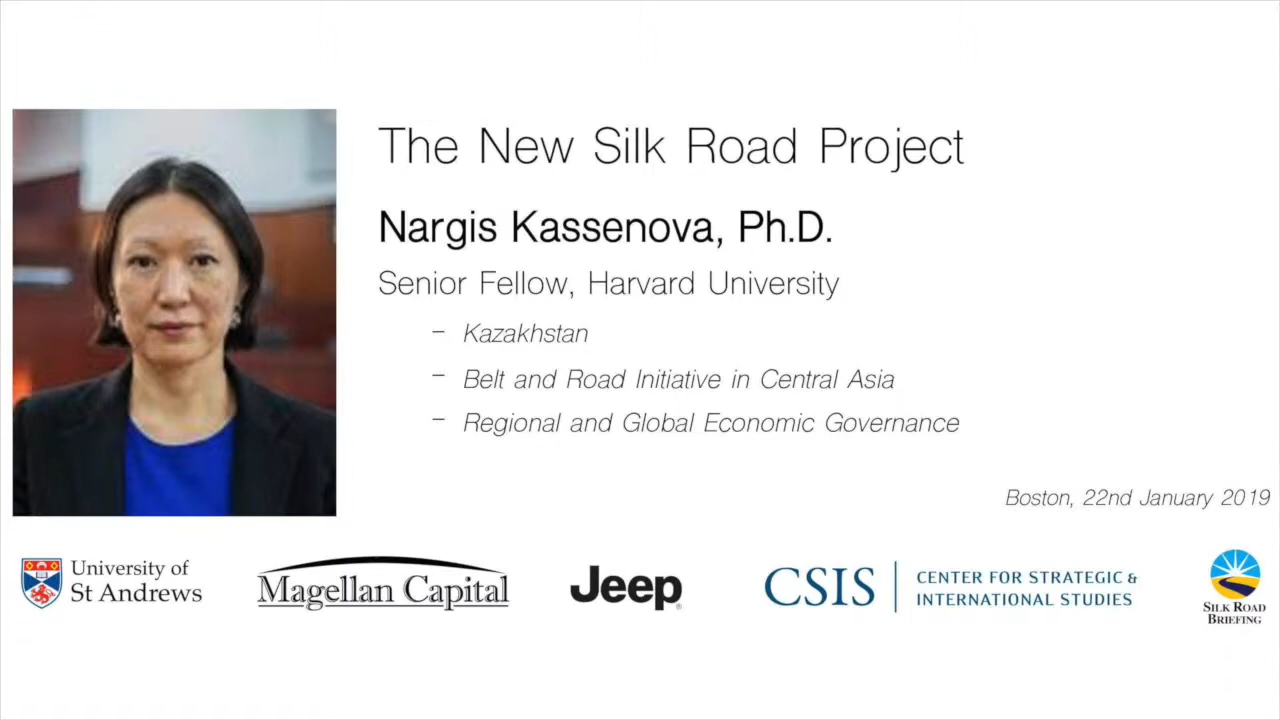 The New Silk Road Project
Nargis Kassenova, Ph.D.
Senior Fellow, Harvard University
- Kazakhstan
- Belt and Road Initiative in Central Asia
- Regional and Global Economic Governance
Boston, 22nd January 2019
University of
St Andrews
Magellan Capital
Jeep
CSIS
CENTER FOR STRATEGIC &
INTERNATIONAL STUDIES
SILK ROAD
BRIEFING